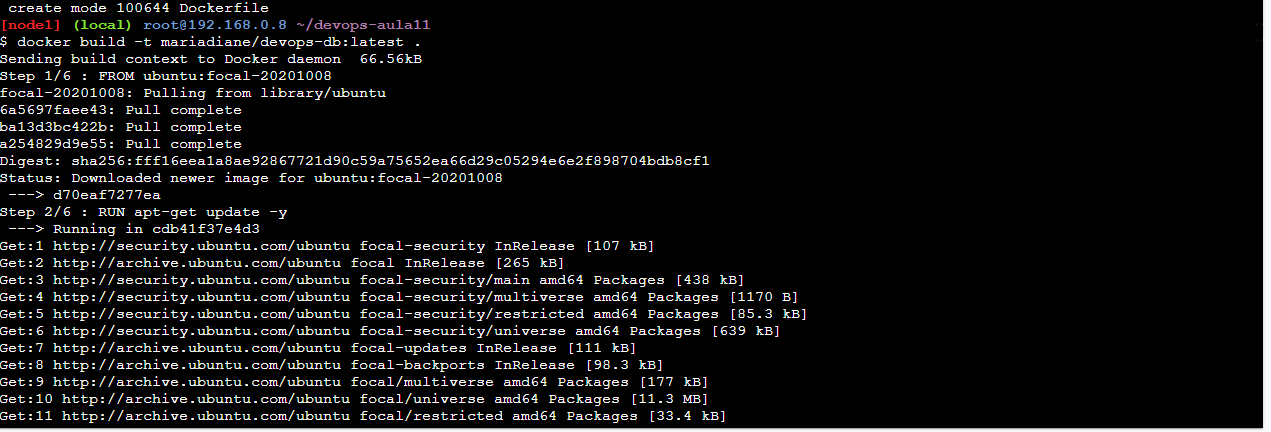 create mode 100644 Dockerfile
[node1] (local) root@192.168.0.8 ~/devops-aula11
$ docker build -t mariadiane/devops-db:latest .
Sending build context to Docker daemon  66.56kB
Step 1/6 : FROM ubuntu:focal-20201008
focal-20201008: Pulling from library/ubuntu
6a5697faee43: Pull complete
ba13d3bc422b: Pull complete
a254829d9e55: Pull complete
Digest: sha256:fff16eea1a8ae92867721d90c59a75652ea66d29c05294e6e2f898704bdb8cf1
Status: Downloaded newer image for ubuntu:focal-20201008
 ---> d70eaf7277ea
Step 2/6 : RUN apt-get update -y
 ---> Running in cdb41f37e4d3
Get:1 http://security.ubuntu.com/ubuntu focal-security InRelease [107 kB]
Get:2 http://archive.ubuntu.com/ubuntu focal InRelease [265 kB]
Get:3 http://security.ubuntu.com/ubuntu focal-security/main amd64 Packages [438 kB]
Get:4 http://security.ubuntu.com/ubuntu focal-security/multiverse amd64 Packages [1170 B]
Get:5 http://security.ubuntu.com/ubuntu focal-security/restricted amd64 Packages [85.3 kB]
Get:6 http://security.ubuntu.com/ubuntu focal-security/universe amd64 Packages [639 kB]
Get:7 http://archive.ubuntu.com/ubuntu focal-updates InRelease [111 kB]
Get:8 http://archive.ubuntu.com/ubuntu focal-backports InRelease [98.3 kB]
Get:9 http://archive.ubuntu.com/ubuntu focal/multiverse amd64 Packages [177 kB]
Get:10 http://archive.ubuntu.com/ubuntu focal/universe amd64 Packages [11.3 MB]
Get:11 http://archive.ubuntu.com/ubuntu focal/restricted amd64 Packages [33.4 kB]